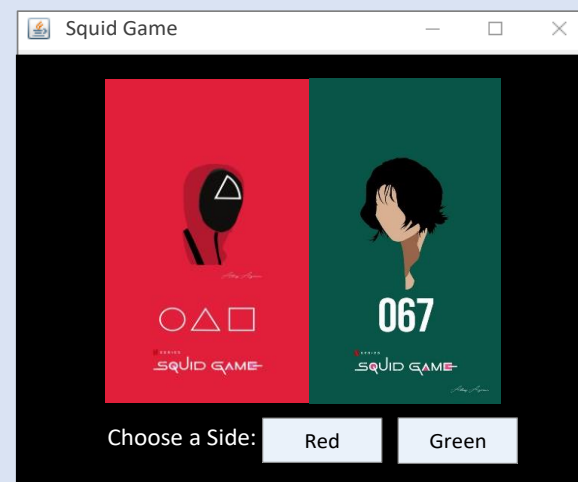 Squid Game
067
SERIES
SQUID GAME
SERIES
SQUID GAME
Choose a Side:
Red
Green